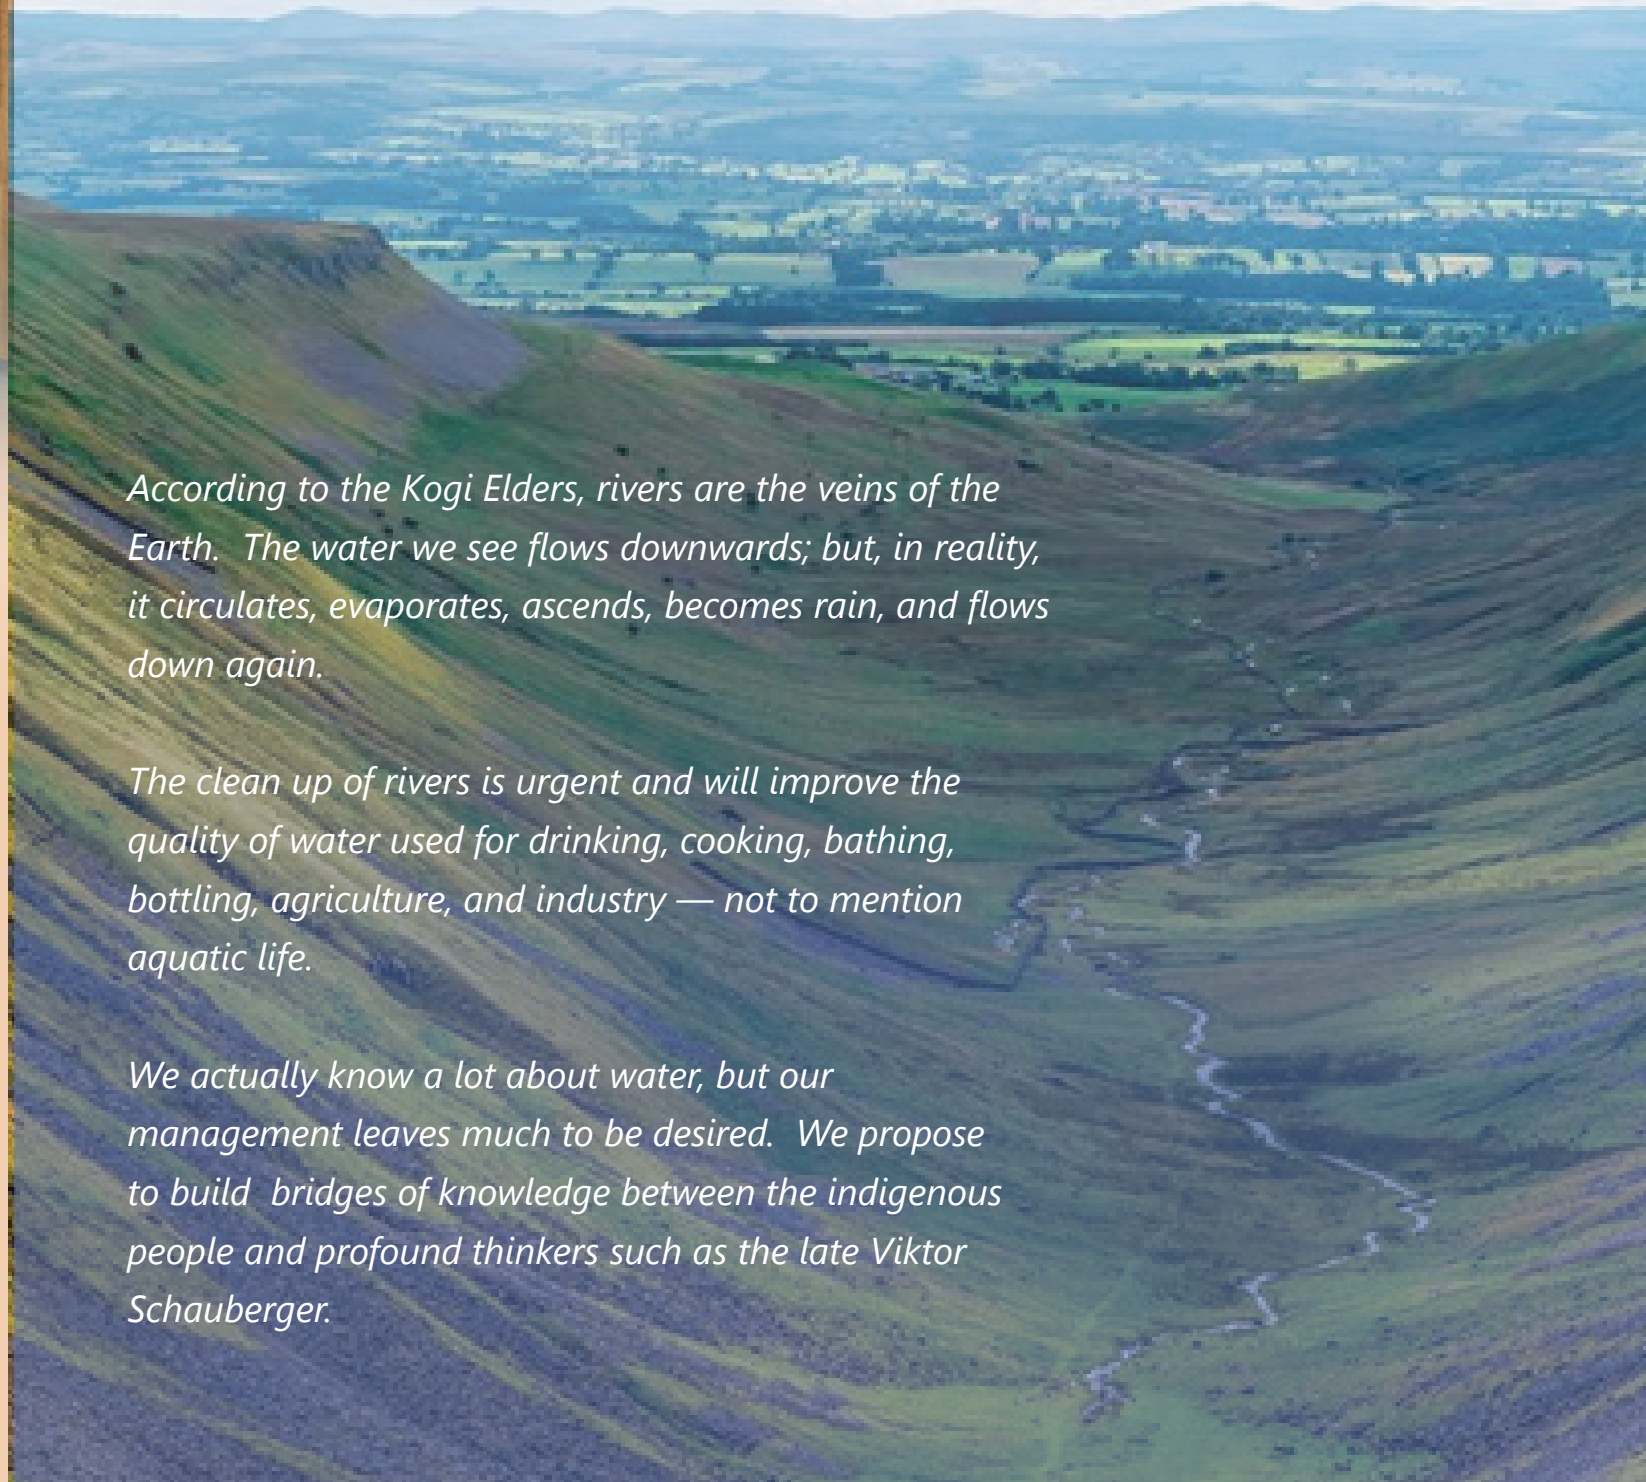 According to the Kogi Elders, rivers are the veins of the
Earth.  The water we see flows downwards; but, in reality,
it circulates, evaporates, ascends, becomes rain, and flows
down again.
The clean up of rivers is urgent and will improve the
quality of water used for drinking, cooking, bathing,
bottling, agriculture, and industry — not to mention
aquatic life.
We actually know a lot about water, but our
management leaves much to be desired.  We propose
to build  bridges of knowledge between the indigenous
people and profound thinkers such as the late Viktor
Schauberger.